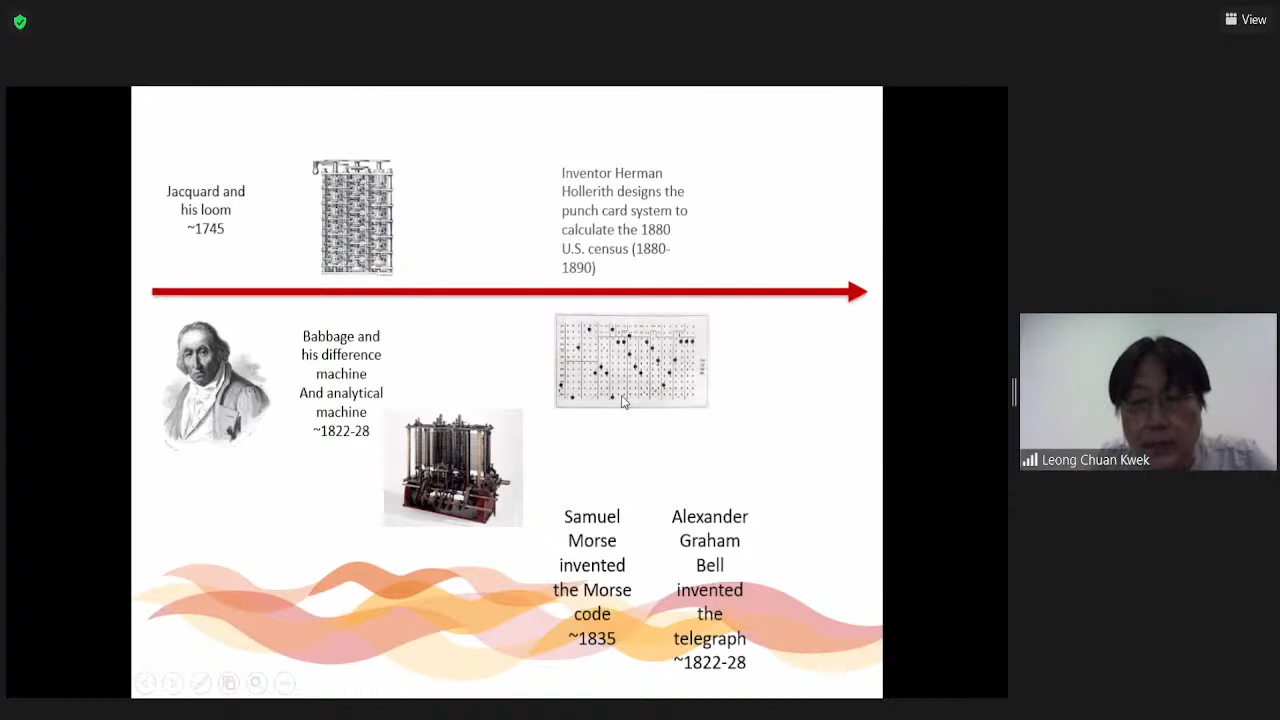 View
Jacquard and
his loom
~1745
Inventor Herman
Hollerith designs the
punch card system to
calculate the 1880
U.S. census (1880-
1890)
Babbage and
his difference
machine
And analytical
machine
~1822-28
Samuel
Morse
invented
the Morse
code
~1835
Alexander
Graham
Bell
invented
the
telegraph
~1822-28
Leong Chuan Kwek